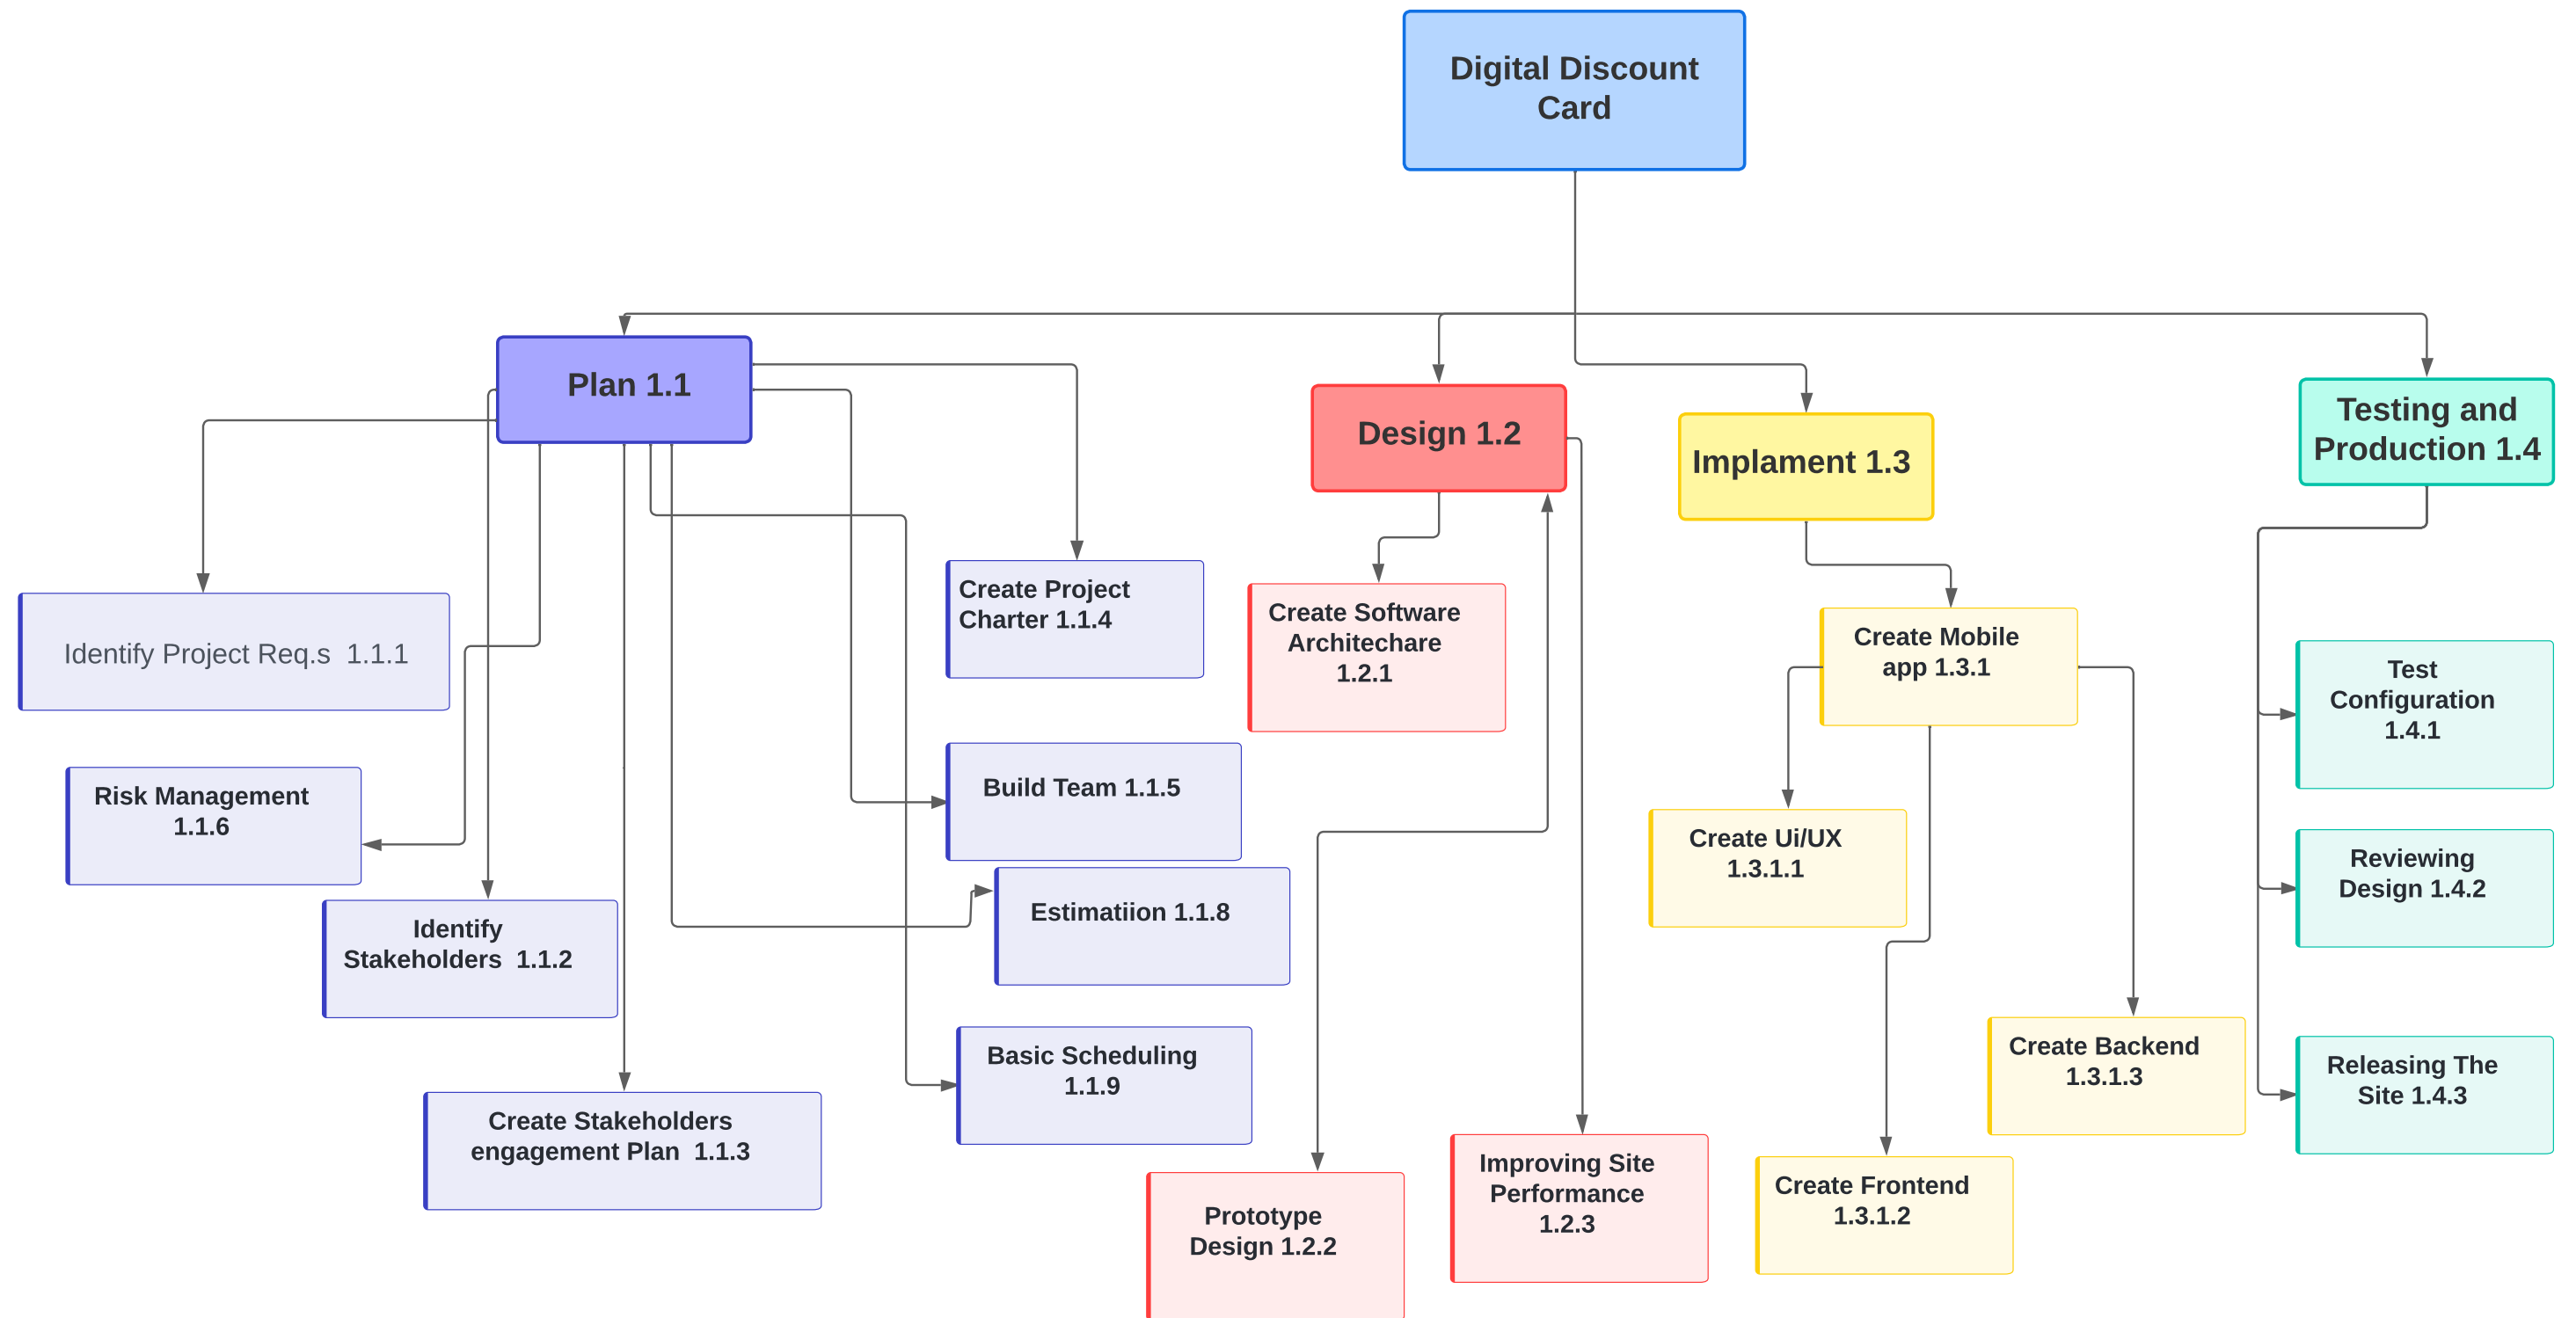 Digital Discount
Card
Plan 1.1
Design 1.2
Implament 1.3
Testing and
Production 1.4
Identify Project Req.s  1.1.1
Risk Management
1.1.6
Identify
Stakeholders  1.1.2
Create Stakeholders
engagement Plan  1.1.3
Create Project
Charter 1.1.4
Build Team 1.1.5
Estimatiion 1.1.8
Basic Scheduling
1.1.9
Create Software
Architechare
1.2.1
Prototype
Design 1.2.2
Improving Site
Performance
1.2.3
Create Mobile
app 1.3.1
Create Ui/UX
1.3.1.1
Create Frontend
1.3.1.2
Create Backend
1.3.1.3
Test
Configuration
1.4.1
Reviewing
Design 1.4.2
Releasing The
Site 1.4.3